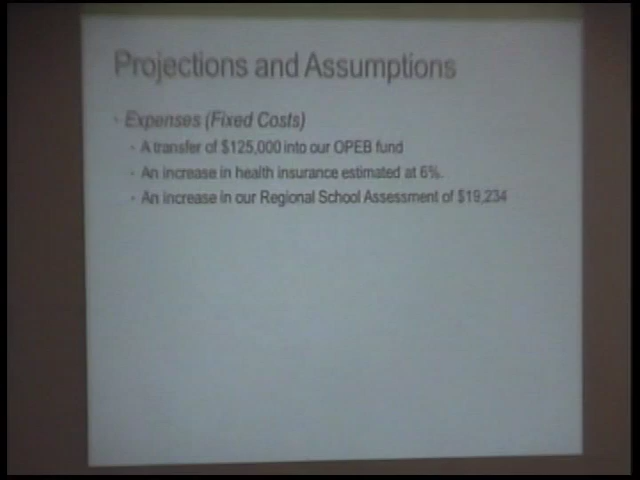 Projections and Assumptions
• Expenses (Fixed Costs)
• A transfer of $125,000 into our OPEB fund
• An increase in health insurance estimated at 6%.
• An increase in our Regional School Assessment of $19,234